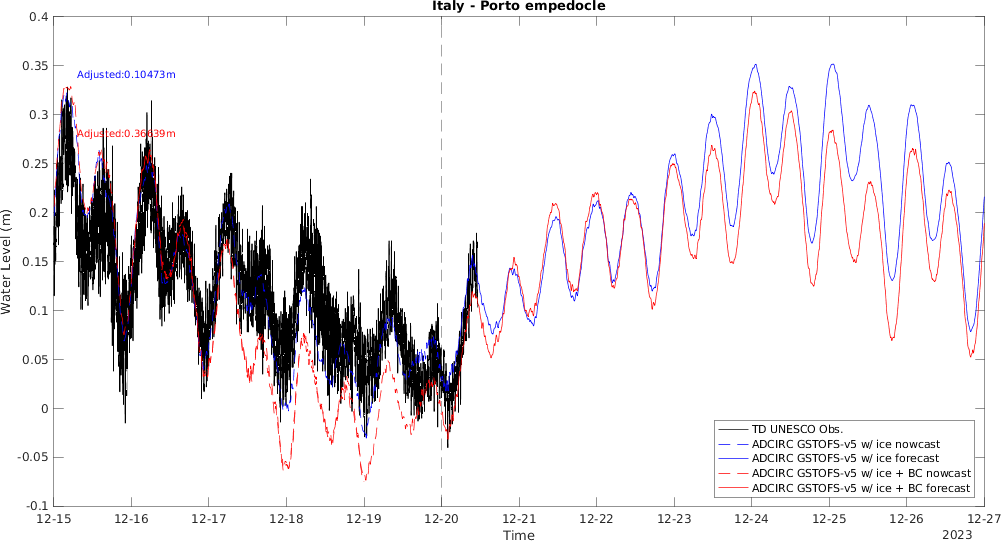 Italy - Porto empedocle
0.4
0.35
0.3
0.25
0.2
0.15
0.1
0.05
0
-0.05
-0.1
Water Level (m)
Adjusted:0.10473m
Adjusted:0.36639m
TD UNESCO Obs.
ADCIRC GSTOFS-v5 w/ ice nowcast
ADCIRC GSTOFS-v5 w/ ice forecast
ADCIRC GSTOFS-v5 w/ ice + BC nowcast
ADCIRC GSTOFS-v5 w/ ice + BC forecast
12-15 12-16 12-17 12-18 12-19 12-20 12-21 12-22 12-23 12-24 12-25 12-26 12-27
Time
2023